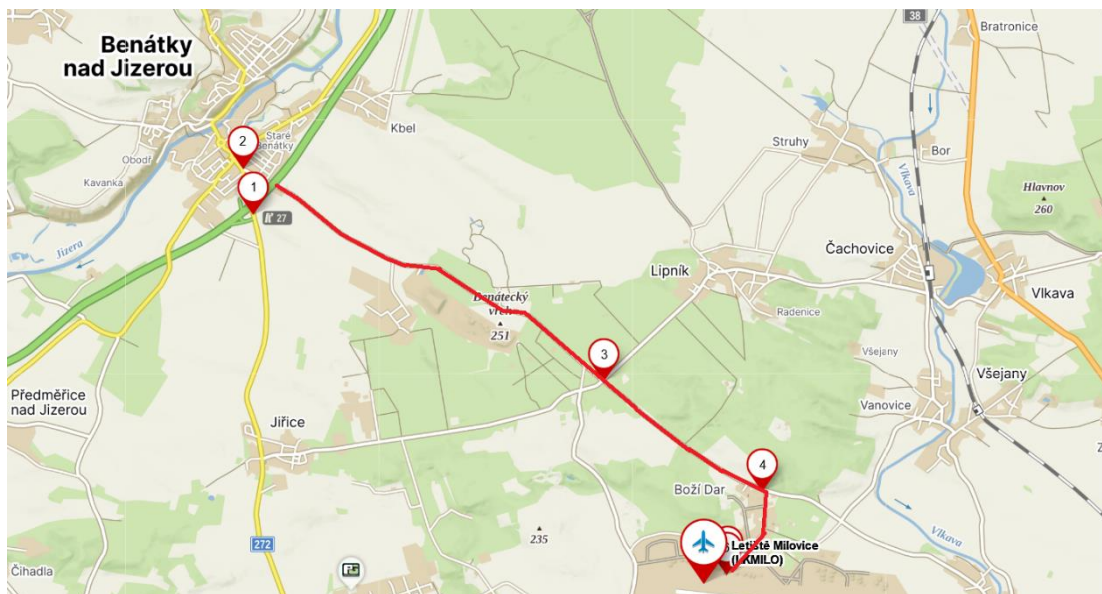 38
Bratronice
Benátky
nad Jizerou
Kbel
Staré
Benátky
2
Obodř
Struhy
Bor
Kavanka
1
27
Vlkava
Hlavnov
260
Čachovice
Jizera
Lipník
Benátecký
vrch
251
Radenice
Vlkava
Všejany
3
Všejany
Předměřice
nad Jizerou
Vanovice
Jiřice
4
Boží Dar
235
272
Letiště Milovice
(LKMILO)
Vlkava
Čihadla
Z